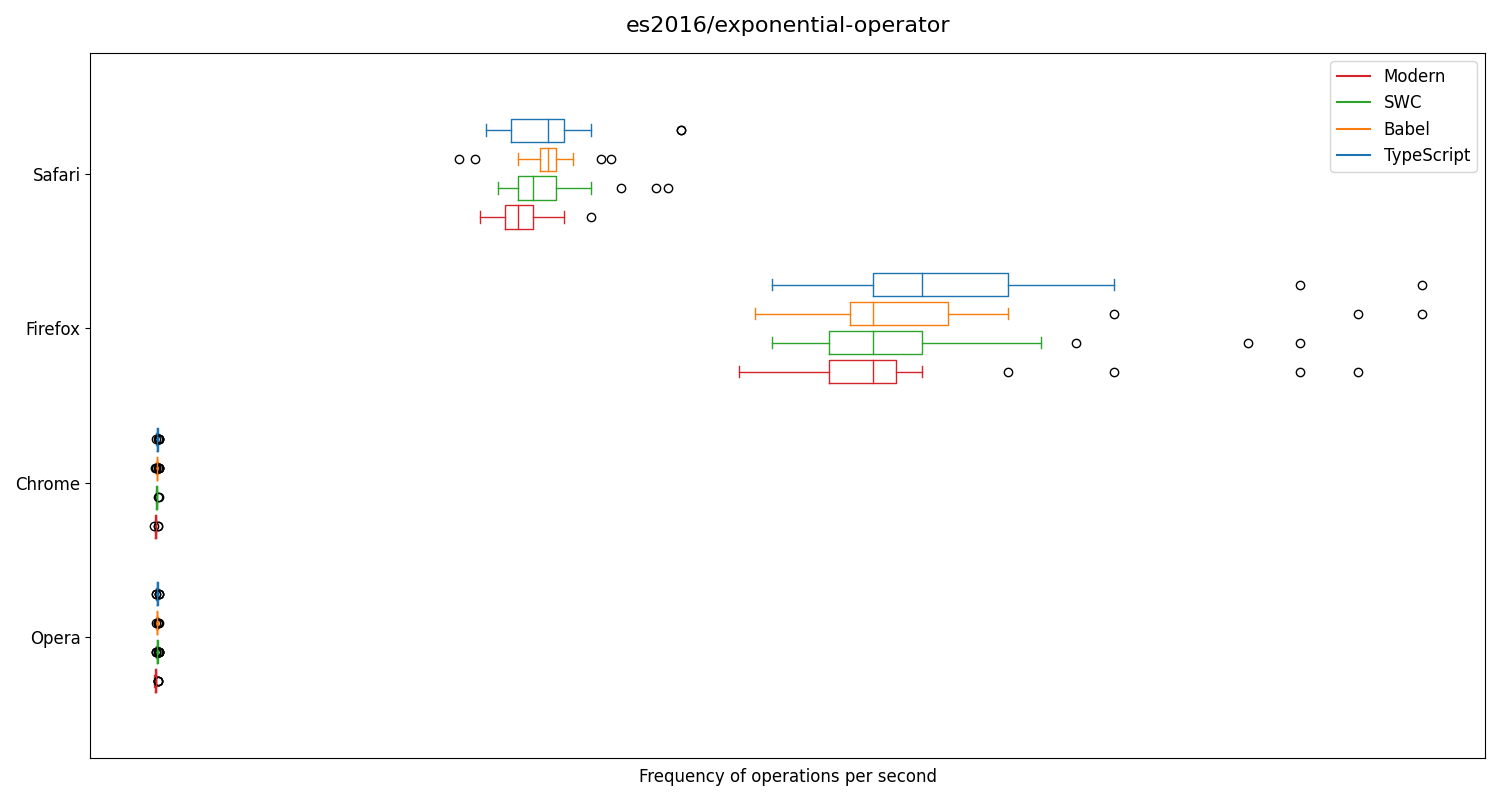 es2016/exponential-operator
Modern
SWC
Babel
TypeScript
Safari
Firefox
Chrome
Opera
Frequency of operations per second